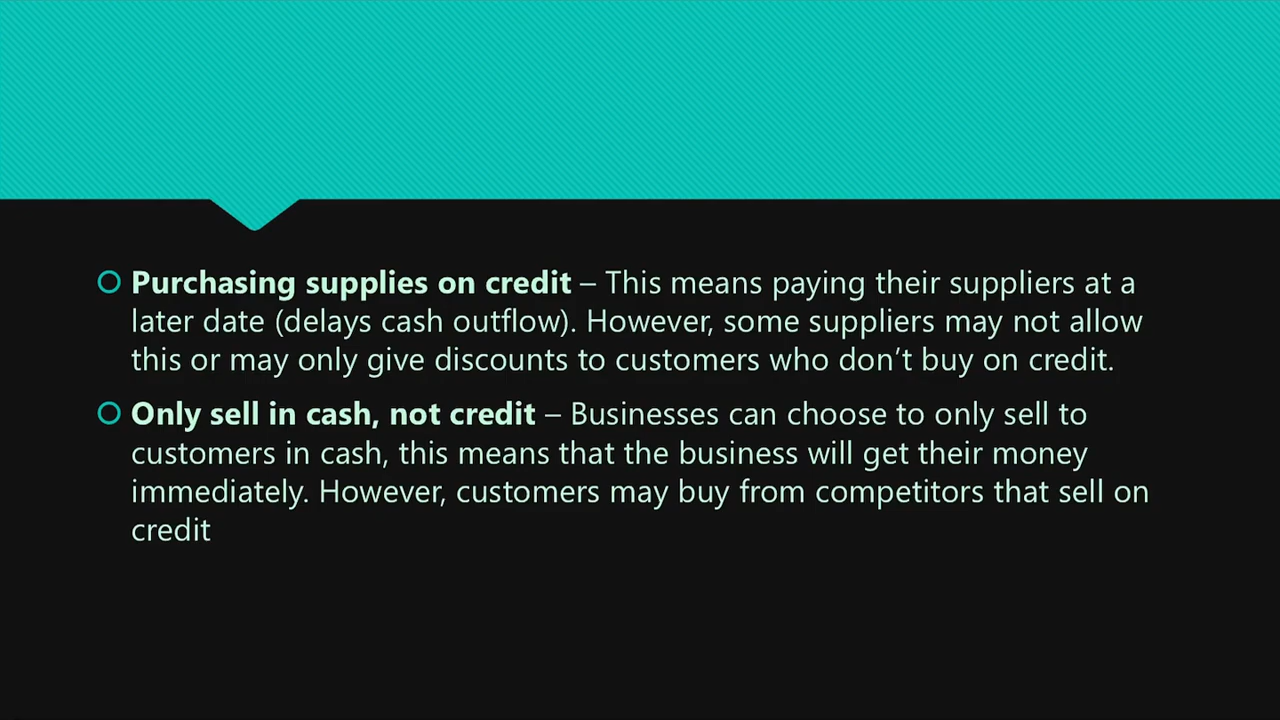 Purchasing supplies on credit – This means paying their suppliers at a
later date (delays cash outflow). However, some suppliers may not allow
this or may only give discounts to customers who don’t buy on credit.
Only sell in cash, not credit – Businesses can choose to only sell to
customers in cash, this means that the business will get their money
immediately. However, customers may buy from competitors that sell on
credit